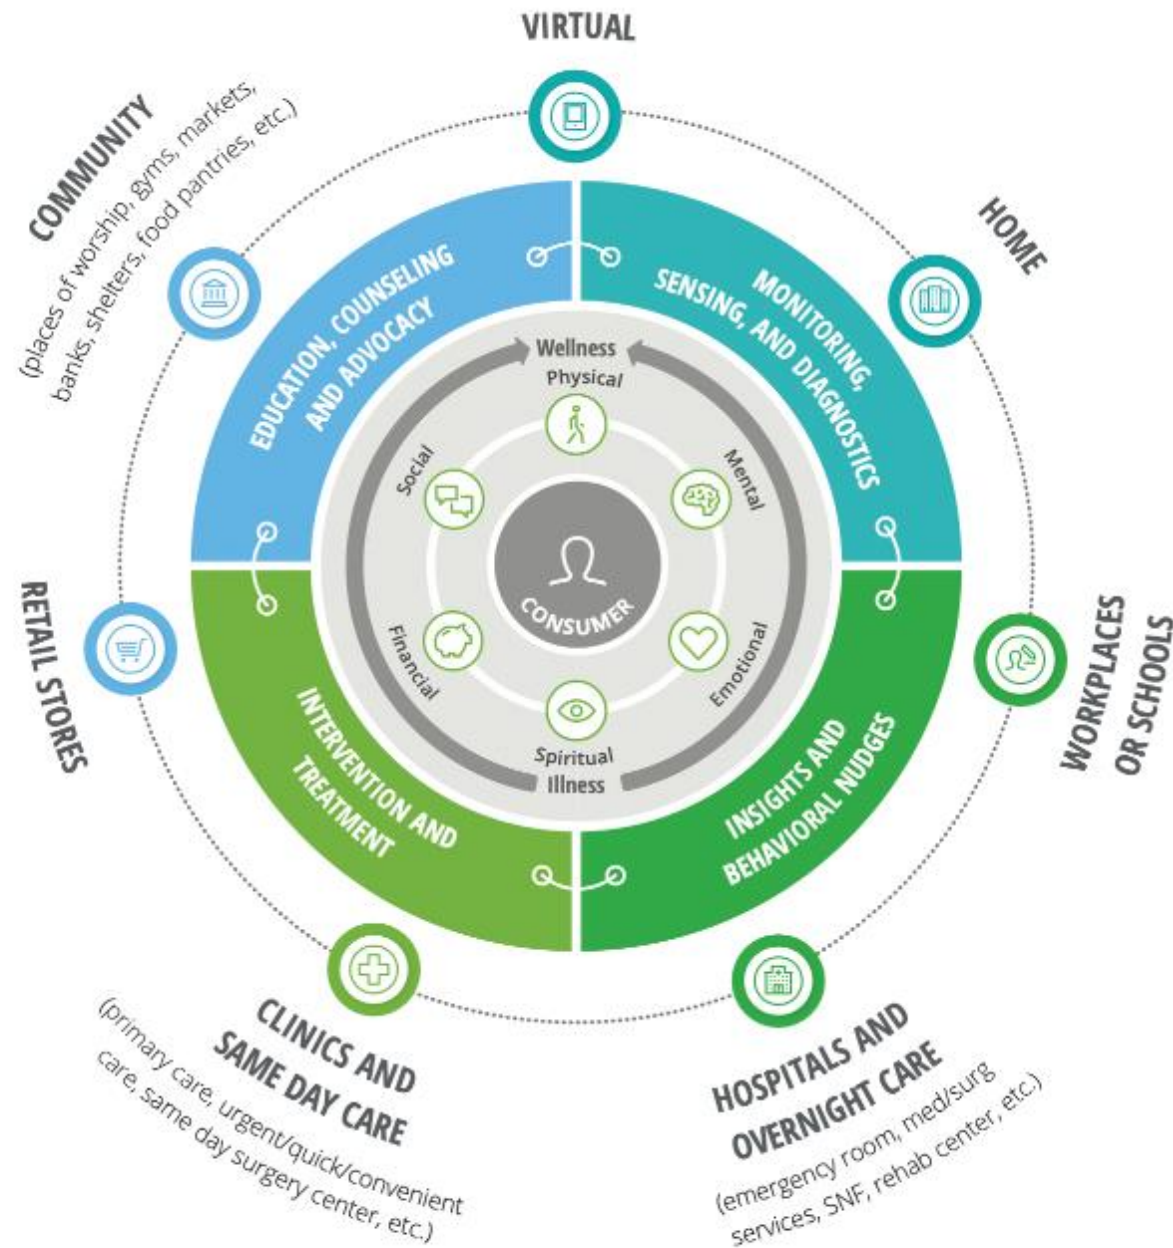 VIRTUAL
COMMUNITY
(places of worship, gyms, markets,
banks, shelters, food pantries, etc.)
HOME
EDUCATION, COUNSELING
AND ADVOCACY
MONITORING,
SENSING, AND DIAGNOSTICS
Wellness
Physical
Social
Mental
CONSUMER
Financial
Emotional
Spiritual
Illness
RETAIL STORES
WORKPLACES
OR SCHOOLS
INTERVENTION AND
TREATMENT
INSIGHTS AND
BEHAVIORAL NUDGES
CLINICS AND
SAME DAY CARE
(primary care, urgent/quick/convenient
care, same day surgery center, etc.)
HOSPITALS AND
OVERNIGHT CARE
(emergency room, med/surg
services, SNF, rehab center, etc.)